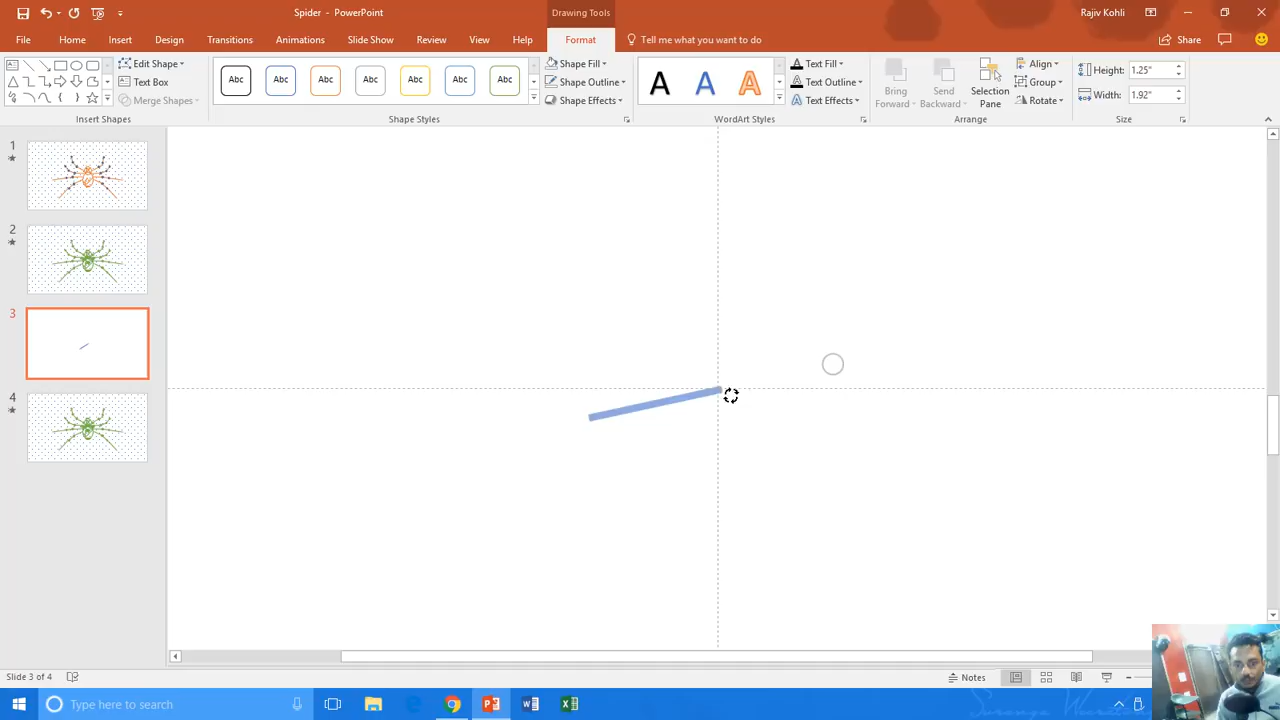 Spider - PowerPoint
Drawing Tools
Rajiv Kohli
File Home Insert Design Transitions Animations Slide Show Review View Help Format Tell me what you want to do Share
Edit Shape
Text Box
Merge Shapes
Insert Shapes
Abc Abc Abc Abc Abc Abc Abc
Shape Styles
Shape Fill
Shape Outline
Shape Effects
A A A
WordArt Styles
Text Fill
Text Outline
Text Effects
Bring Forward
Send Backward
Selection Pane
Align
Group
Rotate
Arrange
Height: 1.25"
Width: 1.92"
Size
1
2
3
4
Slide 3 of 4
Notes
Type here to search